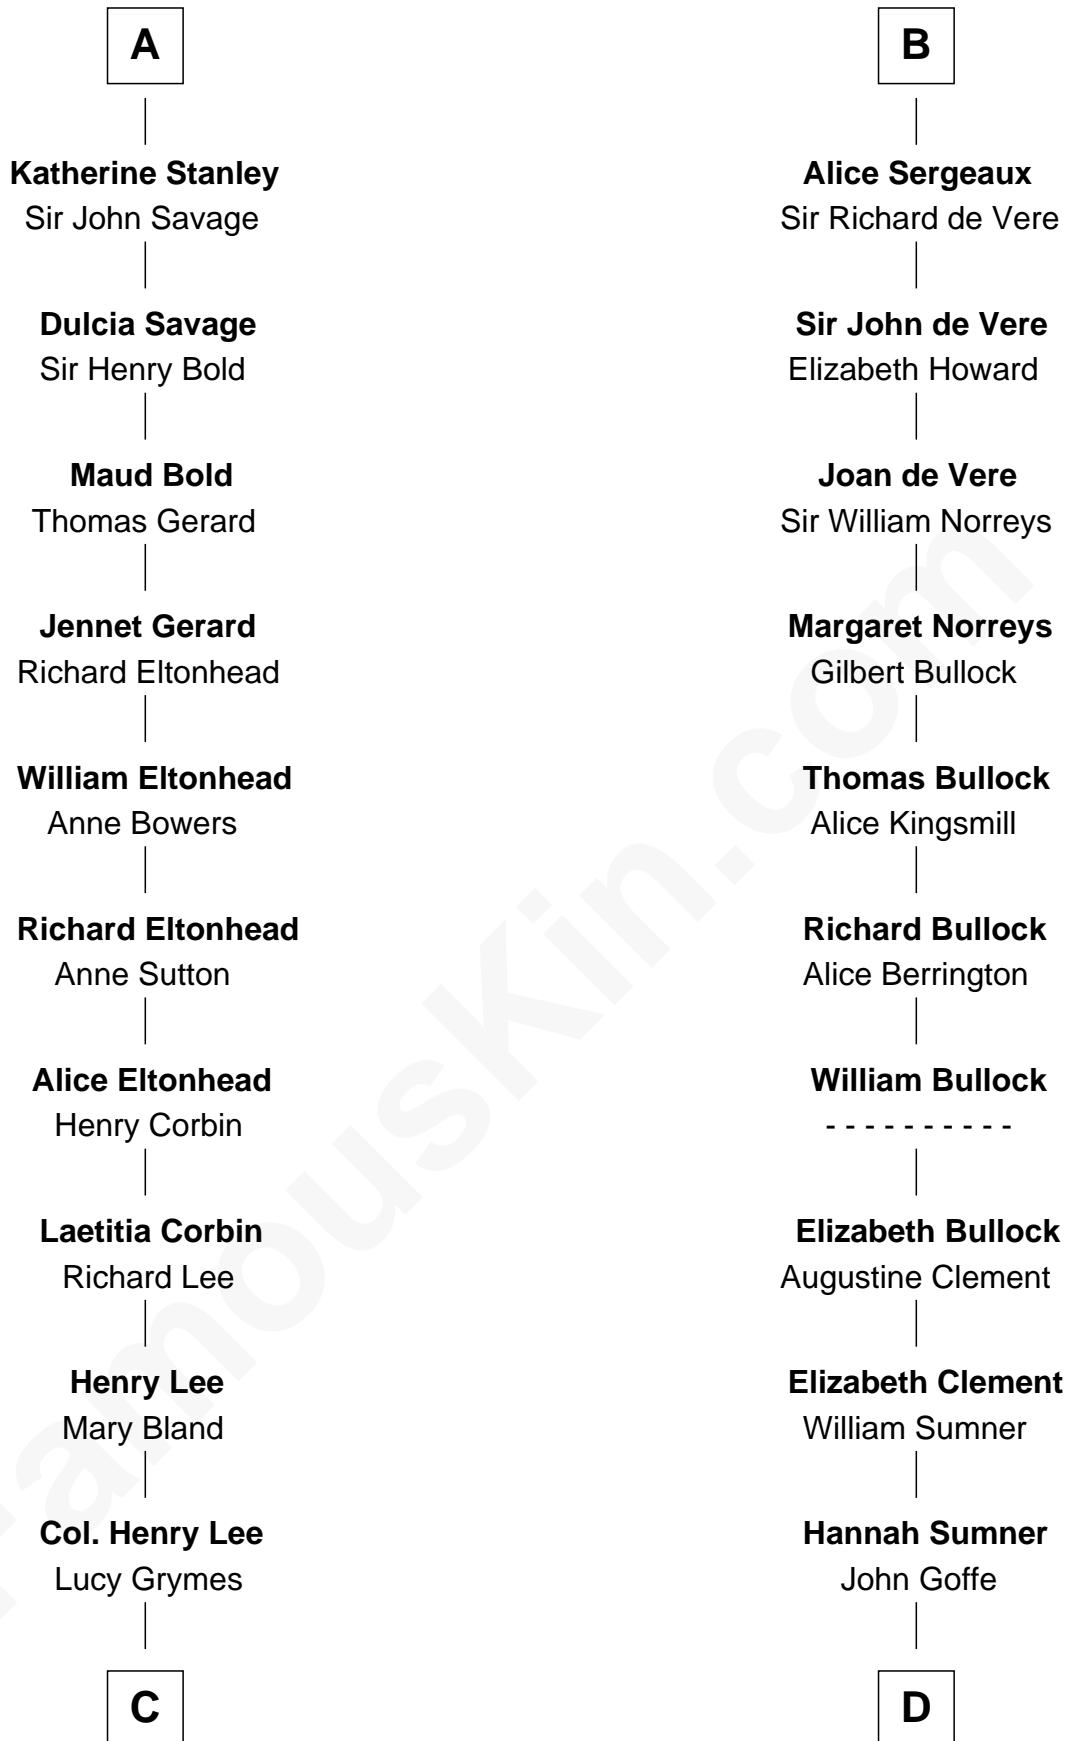 A
Katherine Stanley
Sir John Savage
Dulcia Savage
Sir Henry Bold
Maud Bold
Thomas Gerard
Jennet Gerard
Richard Eltonhead
William Eltonhead
Anne Bowers
Richard Eltonhead
Anne Sutton
Alice Eltonhead
Henry Corbin
Laetitia Corbin
Richard Lee
Henry Lee
Mary Bland
Col. Henry Lee
Lucy Grymes
C
B
Alice Sergeaux
Sir Richard de Vere
Sir John de Vere
Elizabeth Howard
Joan de Vere
Sir William Norreys
Margaret Norreys
Gilbert Bullock
Thomas Bullock
Alice Kingsmill
Richard Bullock
Alice Berrington
William Bullock
- - - - - - - - - -
Elizabeth Bullock
Augustine Clement
Elizabeth Clement
William Sumner
Hannah Sumner
John Goffe
D
FamousKin.com